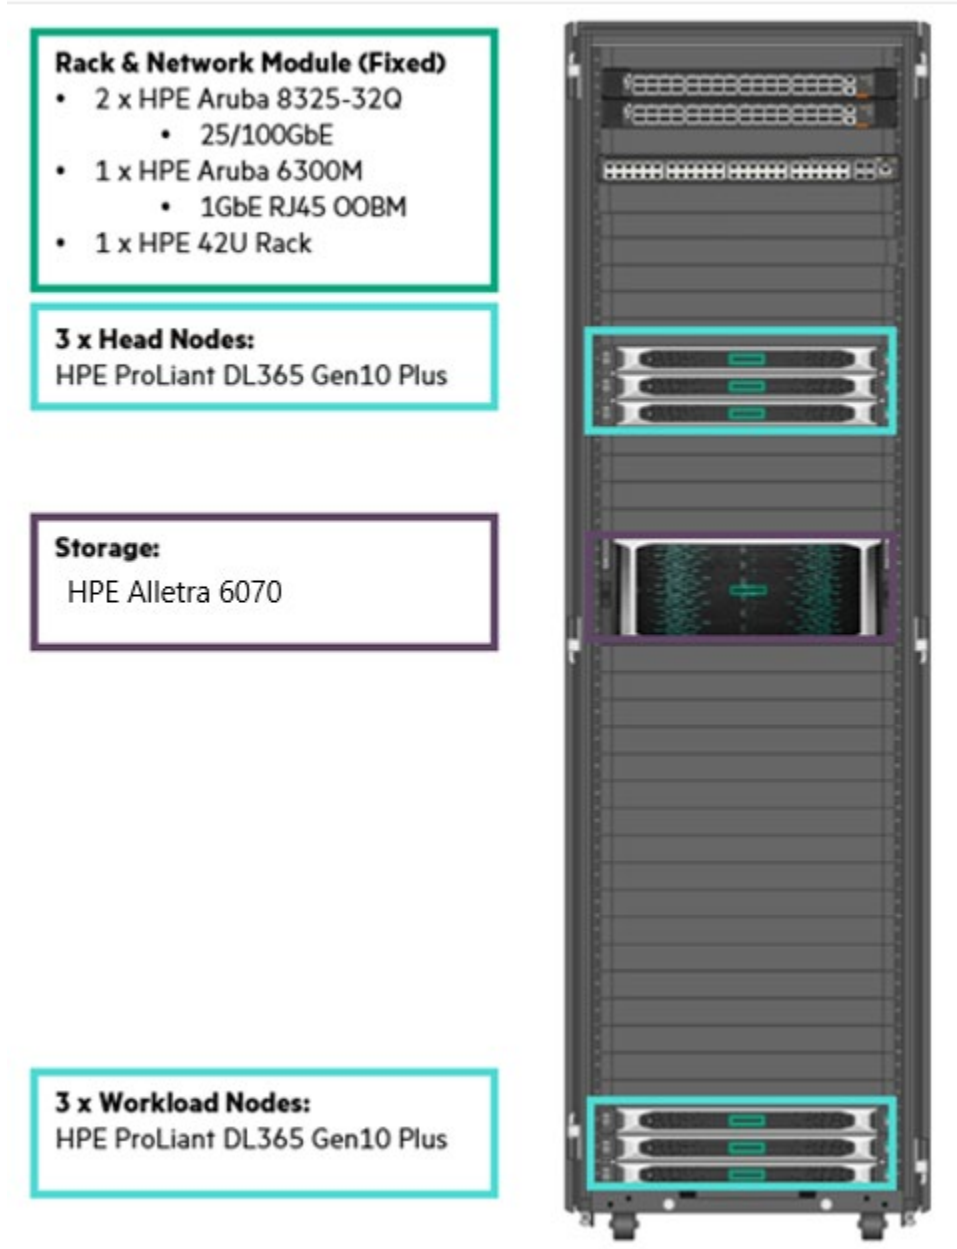 Rack & Network Module (Fixed)
• 2 x HPE Aruba 8325-32Q
• 25/100GbE
• 1 x HPE Aruba 6300M
• 1GbE RJ45 OOBM
• 1 x HPE 42U Rack
3 x Head Nodes:
HPE ProLiant DL365 Gen10 Plus
Storage:
HPE Alletra 6070
3 x Workload Nodes:
HPE ProLiant DL365 Gen10 Plus